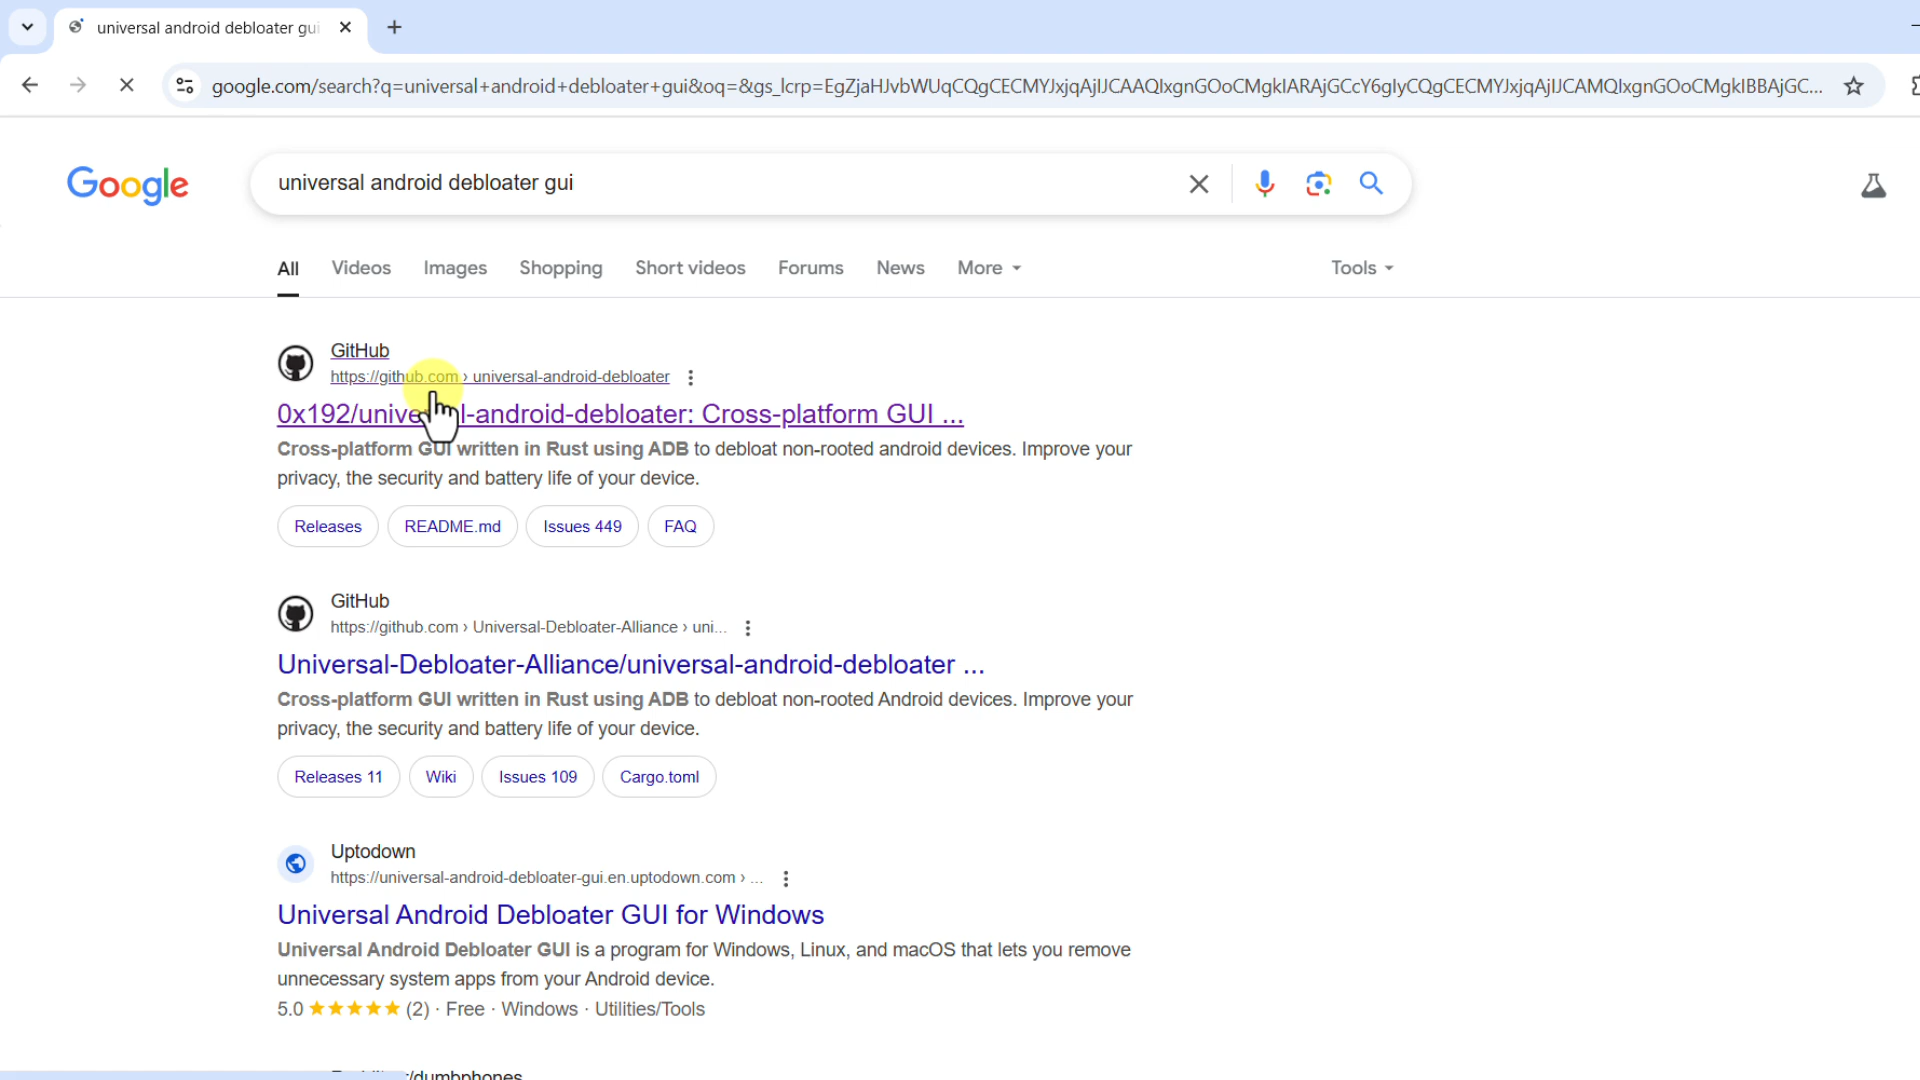 universal android debloater gui
google.com/search?q=universal+android+debloater+gui&oq=&gs_lcrp=EgZjaHJvbWUqCQgCECMYJxjqAjIJCAAQIxgnGOoCMgkIARAjGCcY6gIyCQgCECMYJxjqAjIJCAMQIxgnGOoCMgkIBBAjGC...
Google
universal android debloater gui
All Videos Images Shopping Short videos Forums News More Tools
GitHub
https://github.com › universal-android-debloater
0x192/unive l-android-debloater: Cross-platform GUI ...
Cross-platform GUI written in Rust using ADB to debloat non-rooted android devices. Improve your
privacy, the security and battery life of your device.
Releases README.md Issues 449 FAQ
GitHub
https://github.com › Universal-Debloater-Alliance › uni...
Universal-Debloater-Alliance/universal-android-debloater ...
Cross-platform GUI written in Rust using ADB to debloat non-rooted Android devices. Improve your
privacy, the security and battery life of your device.
Releases 11 Wiki Issues 109 Cargo.toml
Uptodown
https://universal-android-debloater-gui.en.uptodown.com › ...
Universal Android Debloater GUI for Windows
Universal Android Debloater GUI is a program for Windows, Linux, and macOS that lets you remove
unnecessary system apps from your Android device.
5.0 ★★★★★ (2) · Free · Windows · Utilities/Tools
/dumbphones